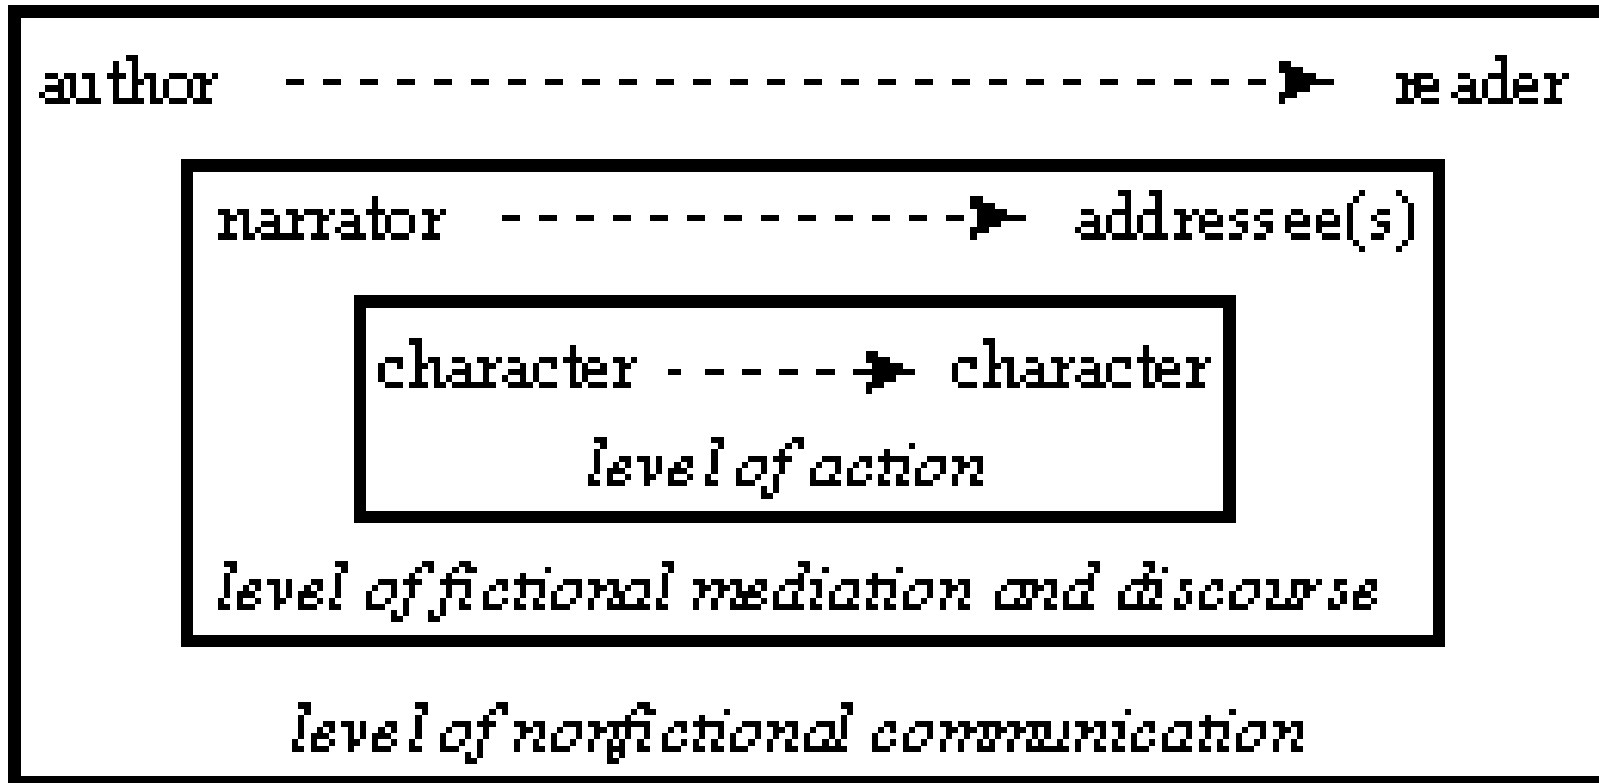 author reader
narrator addressee(s)
character character
level of action
level of fictional mediation and discourse
level of nonfictional communication